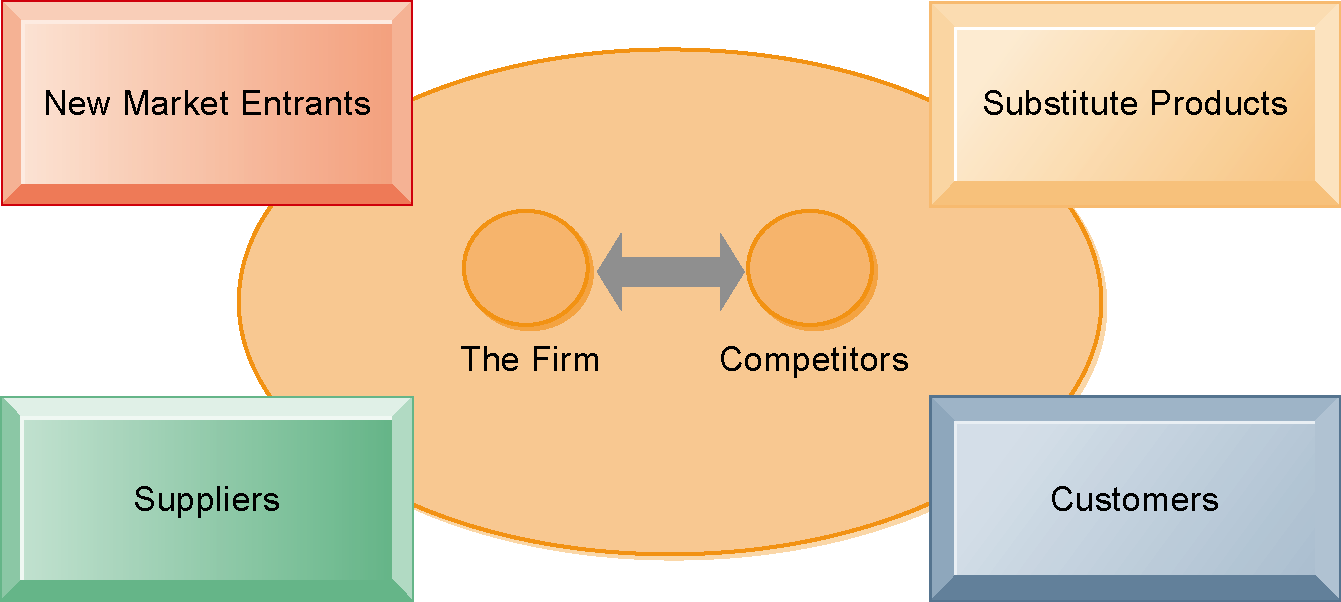 New Market Entrants
Substitute Products
The Firm
Competitors
Suppliers
Customers